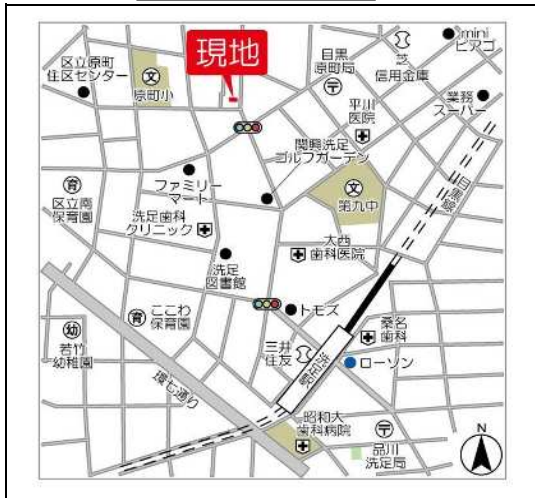 現地
mini
ピアゴ
区立原町
住区センター
文
原町小
目黒
原町局
芝
信用金庫
業務
スーパー
平川
医院
関興洗足
ゴルフガーデン
目黒線
育
区立南
保育園
ファミリー
マート
文
第九中
洗足歯科
クリニック
大西
歯科医院
洗足
図書館
トモズ
育
ここわ
保育園
幼
若竹
幼稚園
環七通り
三井
住友
洗足駅
桑名
歯科
ローソン
昭和大
歯科病院
品川
洗足局
N